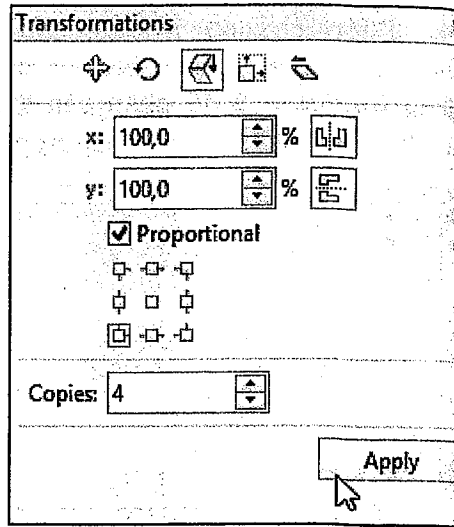 Transformations
x: 100,0 %
y: 100,0 %
Proportional
Copies: 4
Apply